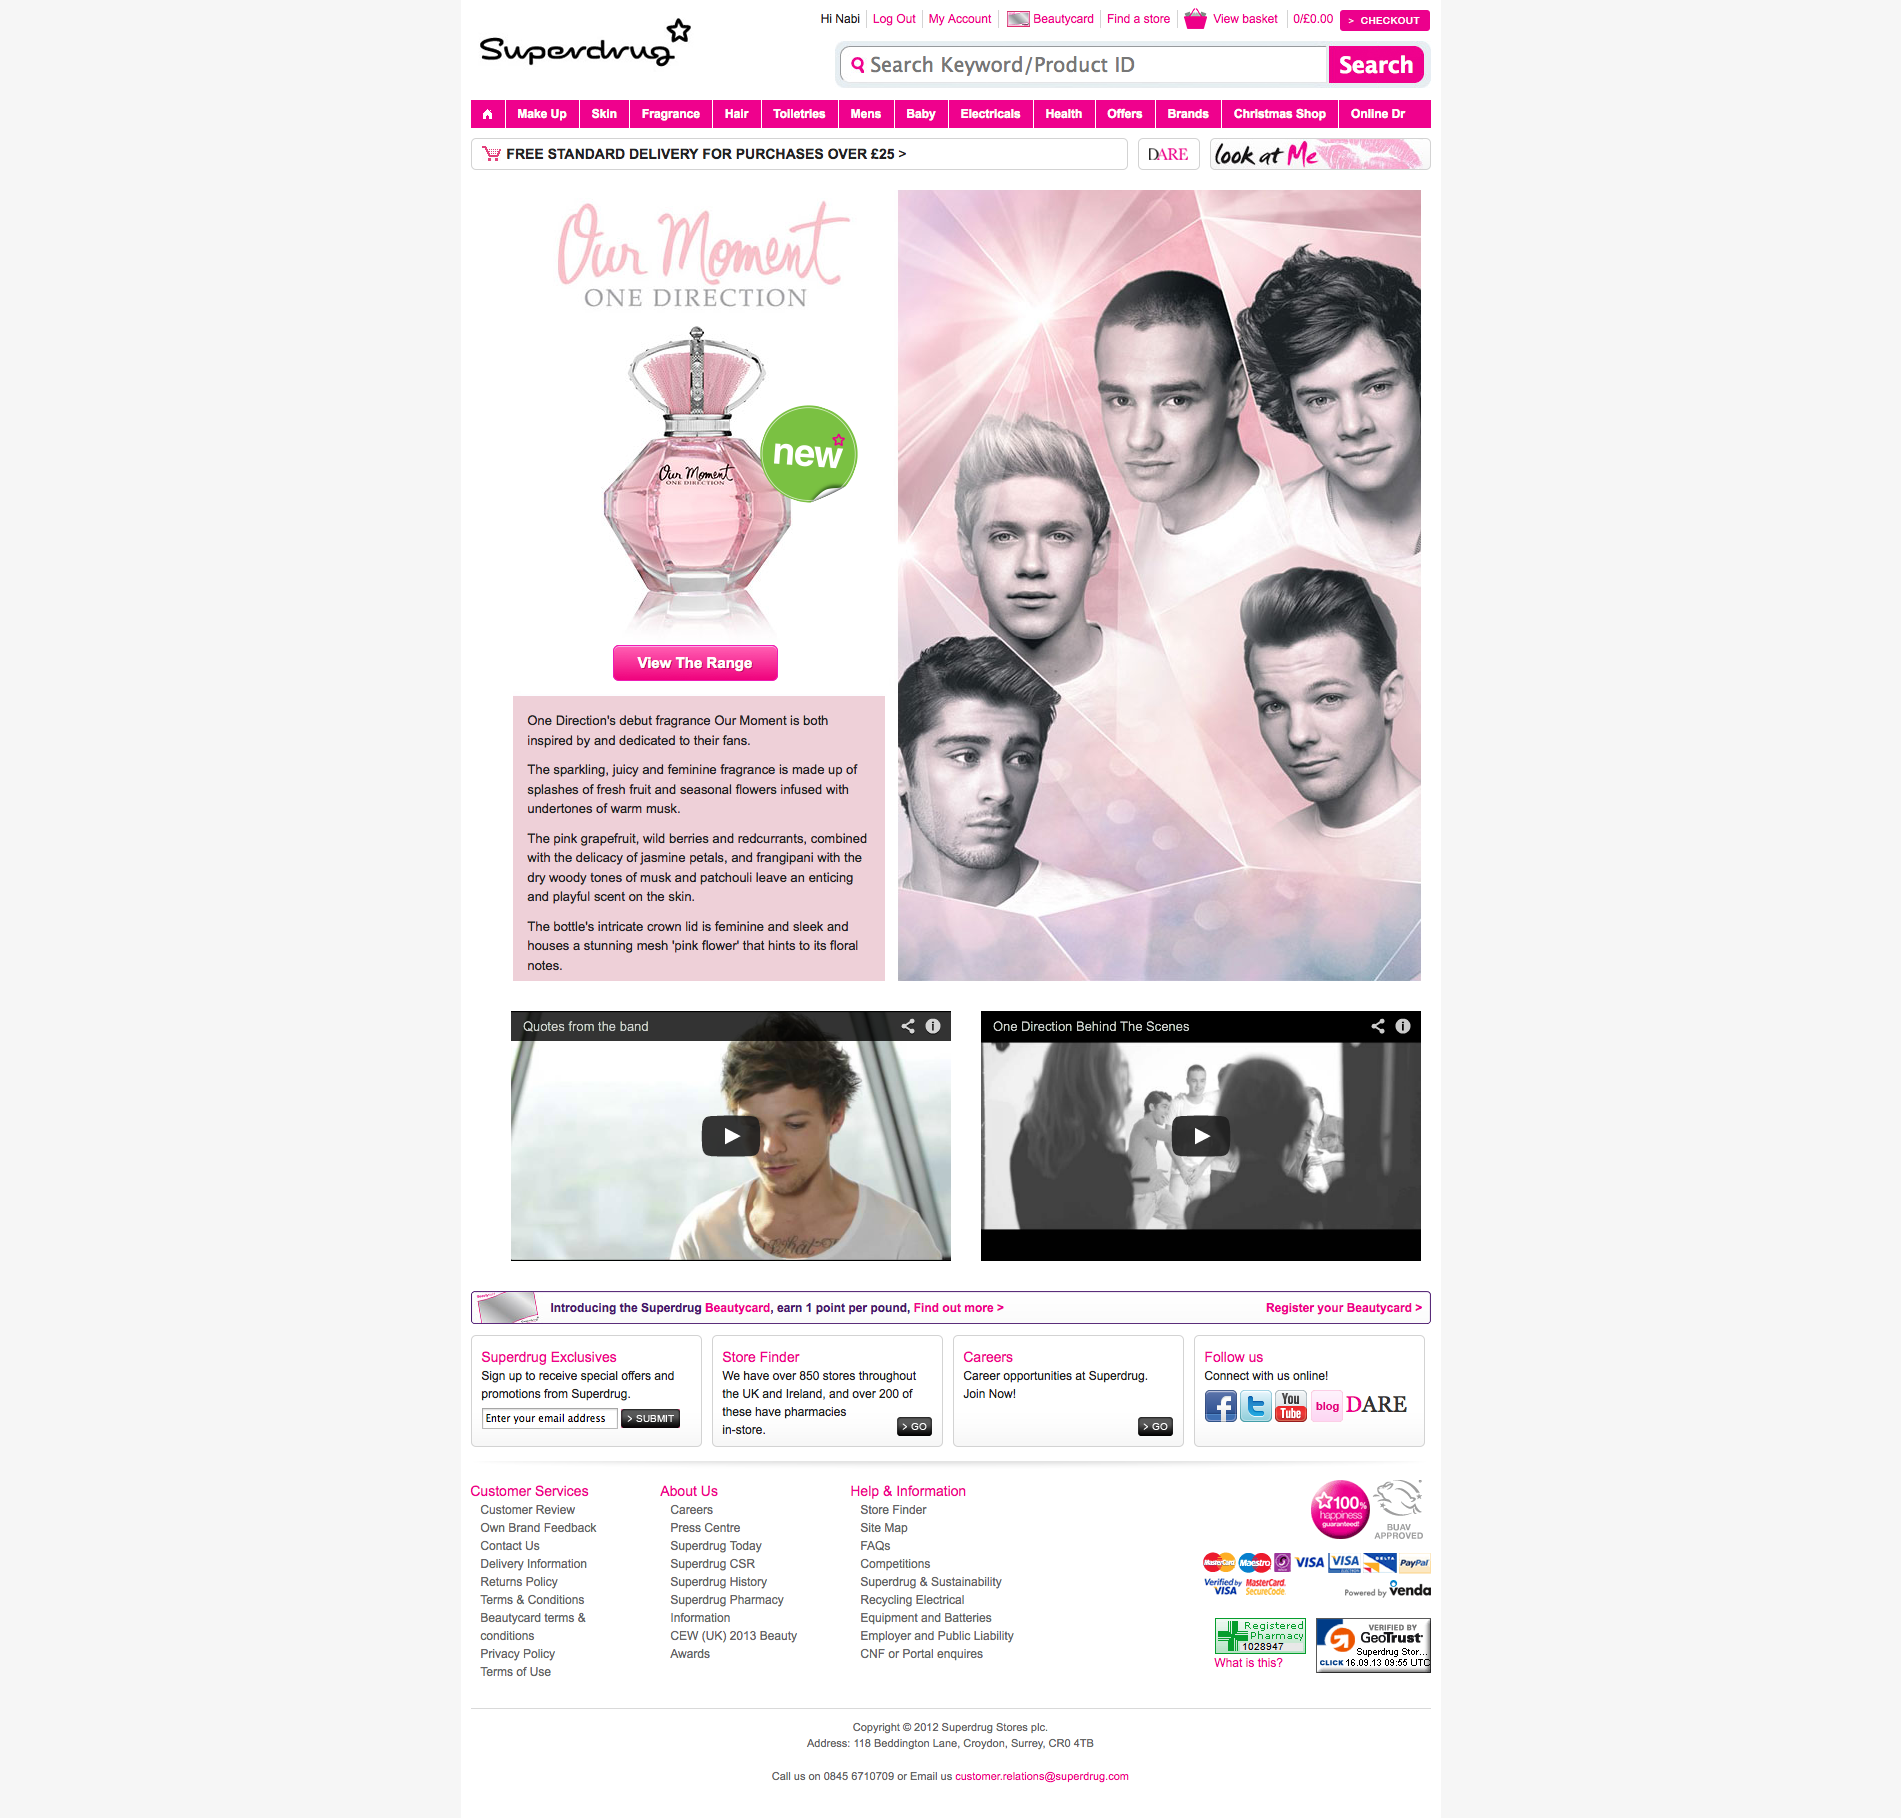 Superdrug
Hi Nabi
Log Out
My Account
Beautycard
Find a store
View basket
0/£0.00
> CHECKOUT
Search Keyword/Product ID
Search
Make Up
Skin
Fragrance
Hair
Toiletries
Mens
Baby
Electricals
Health
Offers
Brands
Christmas Shop
Online Dr
FREE STANDARD DELIVERY FOR PURCHASES OVER £25 >
DARE
look at Me
Our Moment
ONE DIRECTION
Our Moment
ONE DIRECTION
new
View The Range
One Direction's debut fragrance Our Moment is both
inspired by and dedicated to their fans.
The sparkling, juicy and feminine fragrance is made up of
splashes of fresh fruit and seasonal flowers infused with
undertones of warm musk.
The pink grapefruit, wild berries and redcurrants, combined
with the delicacy of jasmine petals, and frangipani with the
dry woody tones of musk and patchouli leave an enticing
and playful scent on the skin.
The bottle's intricate crown lid is feminine and sleek and
houses a stunning mesh 'pink flower' that hints to its floral
notes.
Quotes from the band
One Direction Behind The Scenes
Introducing the Superdrug Beautycard, earn 1 point per pound, Find out more >
Register your Beautycard >
Superdrug Exclusives
Sign up to receive special offers and
promotions from Superdrug.
Enter your email address
> SUBMIT
Store Finder
We have over 850 stores throughout
the UK and Ireland, and over 200 of
these have pharmacies
in-store.
> GO
Careers
Career opportunities at Superdrug.
Join Now!
> GO
Follow us
Connect with us online!
You
Tube
blog
DARE
Customer Services
Customer Review
Own Brand Feedback
Contact Us
Delivery Information
Returns Policy
Terms & Conditions
Beautycard terms &
conditions
Privacy Policy
Terms of Use
About Us
Careers
Press Centre
Superdrug Today
Superdrug CSR
Superdrug History
Superdrug Pharmacy
Information
CEW (UK) 2013 Beauty
Awards
Help & Information
Store Finder
Site Map
FAQs
Competitions
Superdrug & Sustainability
Recycling Electrical
Equipment and Batteries
Employer and Public Liability
CNF or Portal enquires
100%
happiness
guaranteed!
BUAV
APPROVED
MasterCard
Maestro
VISA
VISA
DELTA
PayPal
Verified by
VISA
MasterCard.
SecureCode
Powered by venda
Registered
Pharmacy
1028947
What is this?
VERIFIED BY
GeoTrust
Superdrug Stor...
CLICK 16.09.13 09:55 UTC
Copyright © 2012 Superdrug Stores plc.
Address: 118 Beddington Lane, Croydon, Surrey, CR0 4TB
Call us on 0845 6710709 or Email us customer.relations@superdrug.com